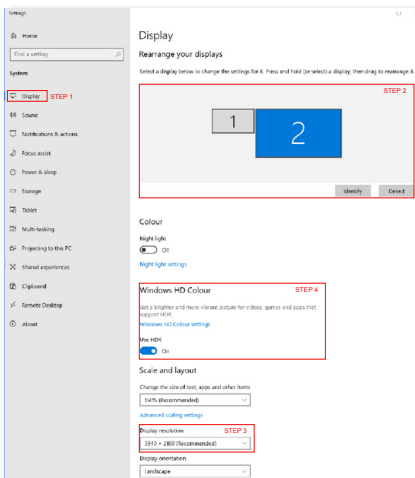 Settings
Home
Find a setting
System
Display STEP 1
Sound
Notifications & actions
Focus assist
Power & sleep
Storage
Tablet
Multi-tasking
Projecting to this PC
Shared experiences
Clipboard
Remote Desktop
About
Display
Rearrange your displays
Select a display below to change the settings for it. Press and hold (or select) a display, then drag to rearrange it.
STEP 2
1
2
Identify Detect
Colour
Night light
Off
Night light settings
Windows HD Colour STEP 4
Get a brighter and more vibrant picture for videos, games and apps that
support HDR
Windows HD Colour settings
Use HDR
On
Scale and layout
Change the size of text, apps and other items
150% (Recommended)
Advanced scaling settings
Display resolution STEP 3
3840 × 2160 (Recommended)
Display orientation
Landscape